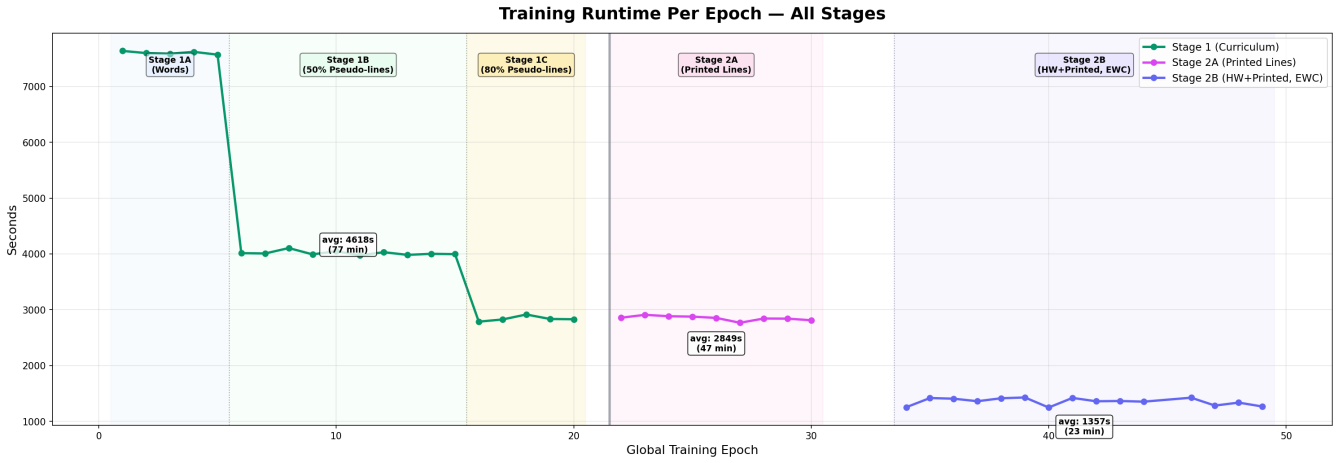 Training Runtime Per Epoch — All Stages
Stage 1A
(Words)
Stage 1B
(50% Pseudo-lines)
Stage 1C
(80% Pseudo-lines)
Stage 2A
(Printed Lines)
Stage 2B
(HW+Printed, EWC)
Stage 1 (Curriculum)
Stage 2A (Printed Lines)
Stage 2B (HW+Printed, EWC)
7000
6000
5000
4000
3000
2000
1000
Seconds
avg: 4618s
(77 min)
avg: 2849s
(47 min)
avg: 1357s
(23 min)
0
10
20
30
40
50
Global Training Epoch